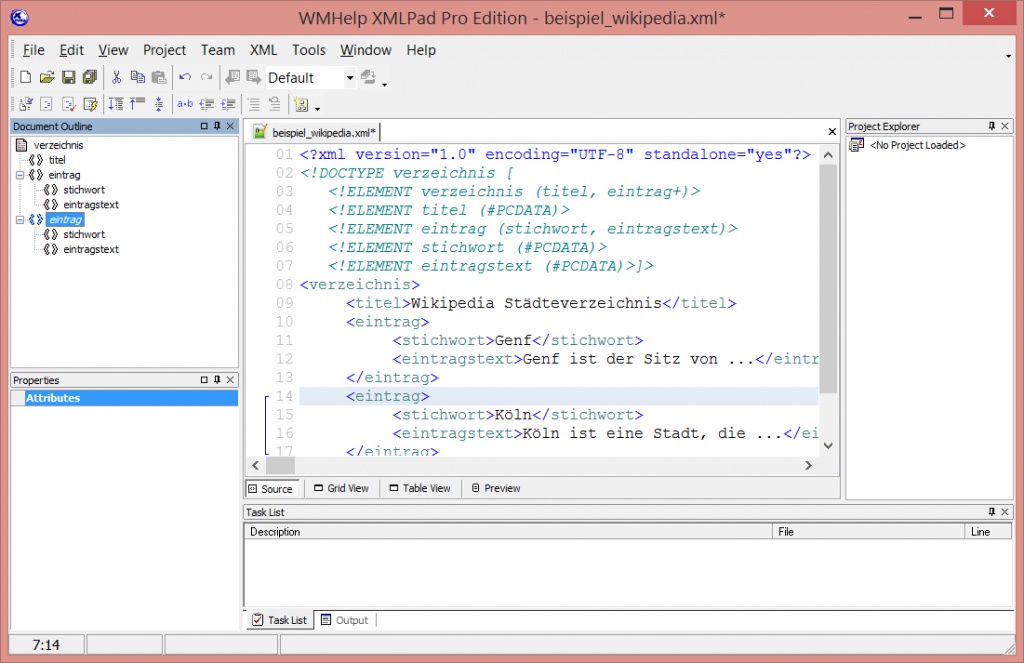 WMHelp XMLPad Pro Edition - beispiel_wikipedia.xml*
File Edit View Project Team XML Tools Window Help
Default
a·b
Document Outline
verzeichnis
titel
eintrag
stichwort
eintragstext
eintrag
stichwort
eintragstext
Properties
Attributes
beispiel_wikipedia.xml*
01 <?xml version="1.0" encoding="UTF-8" standalone="yes"?>
02 <!DOCTYPE verzeichnis [
03 <!ELEMENT verzeichnis (titel, eintrag+)>
04 <!ELEMENT titel (#PCDATA)>
05 <!ELEMENT eintrag (stichwort, eintragstext)>
06 <!ELEMENT stichwort (#PCDATA)>
07 <!ELEMENT eintragstext (#PCDATA)>]>
08 <verzeichnis>
09 <titel>Wikipedia Städteverzeichnis</titel>
10 <eintrag>
11 <stichwort>Genf</stichwort>
12 <eintragstext>Genf ist der Sitz von ...</eintr
13 </eintrag>
14 <eintrag>
15 <stichwort>Köln</stichwort>
16 <eintragstext>Köln ist eine Stadt, die ...</ei
17 </eintrag>
Source Grid View Table View Preview
Project Explorer
<No Project Loaded>
Task List
Description File Line
Task List Output
7:14